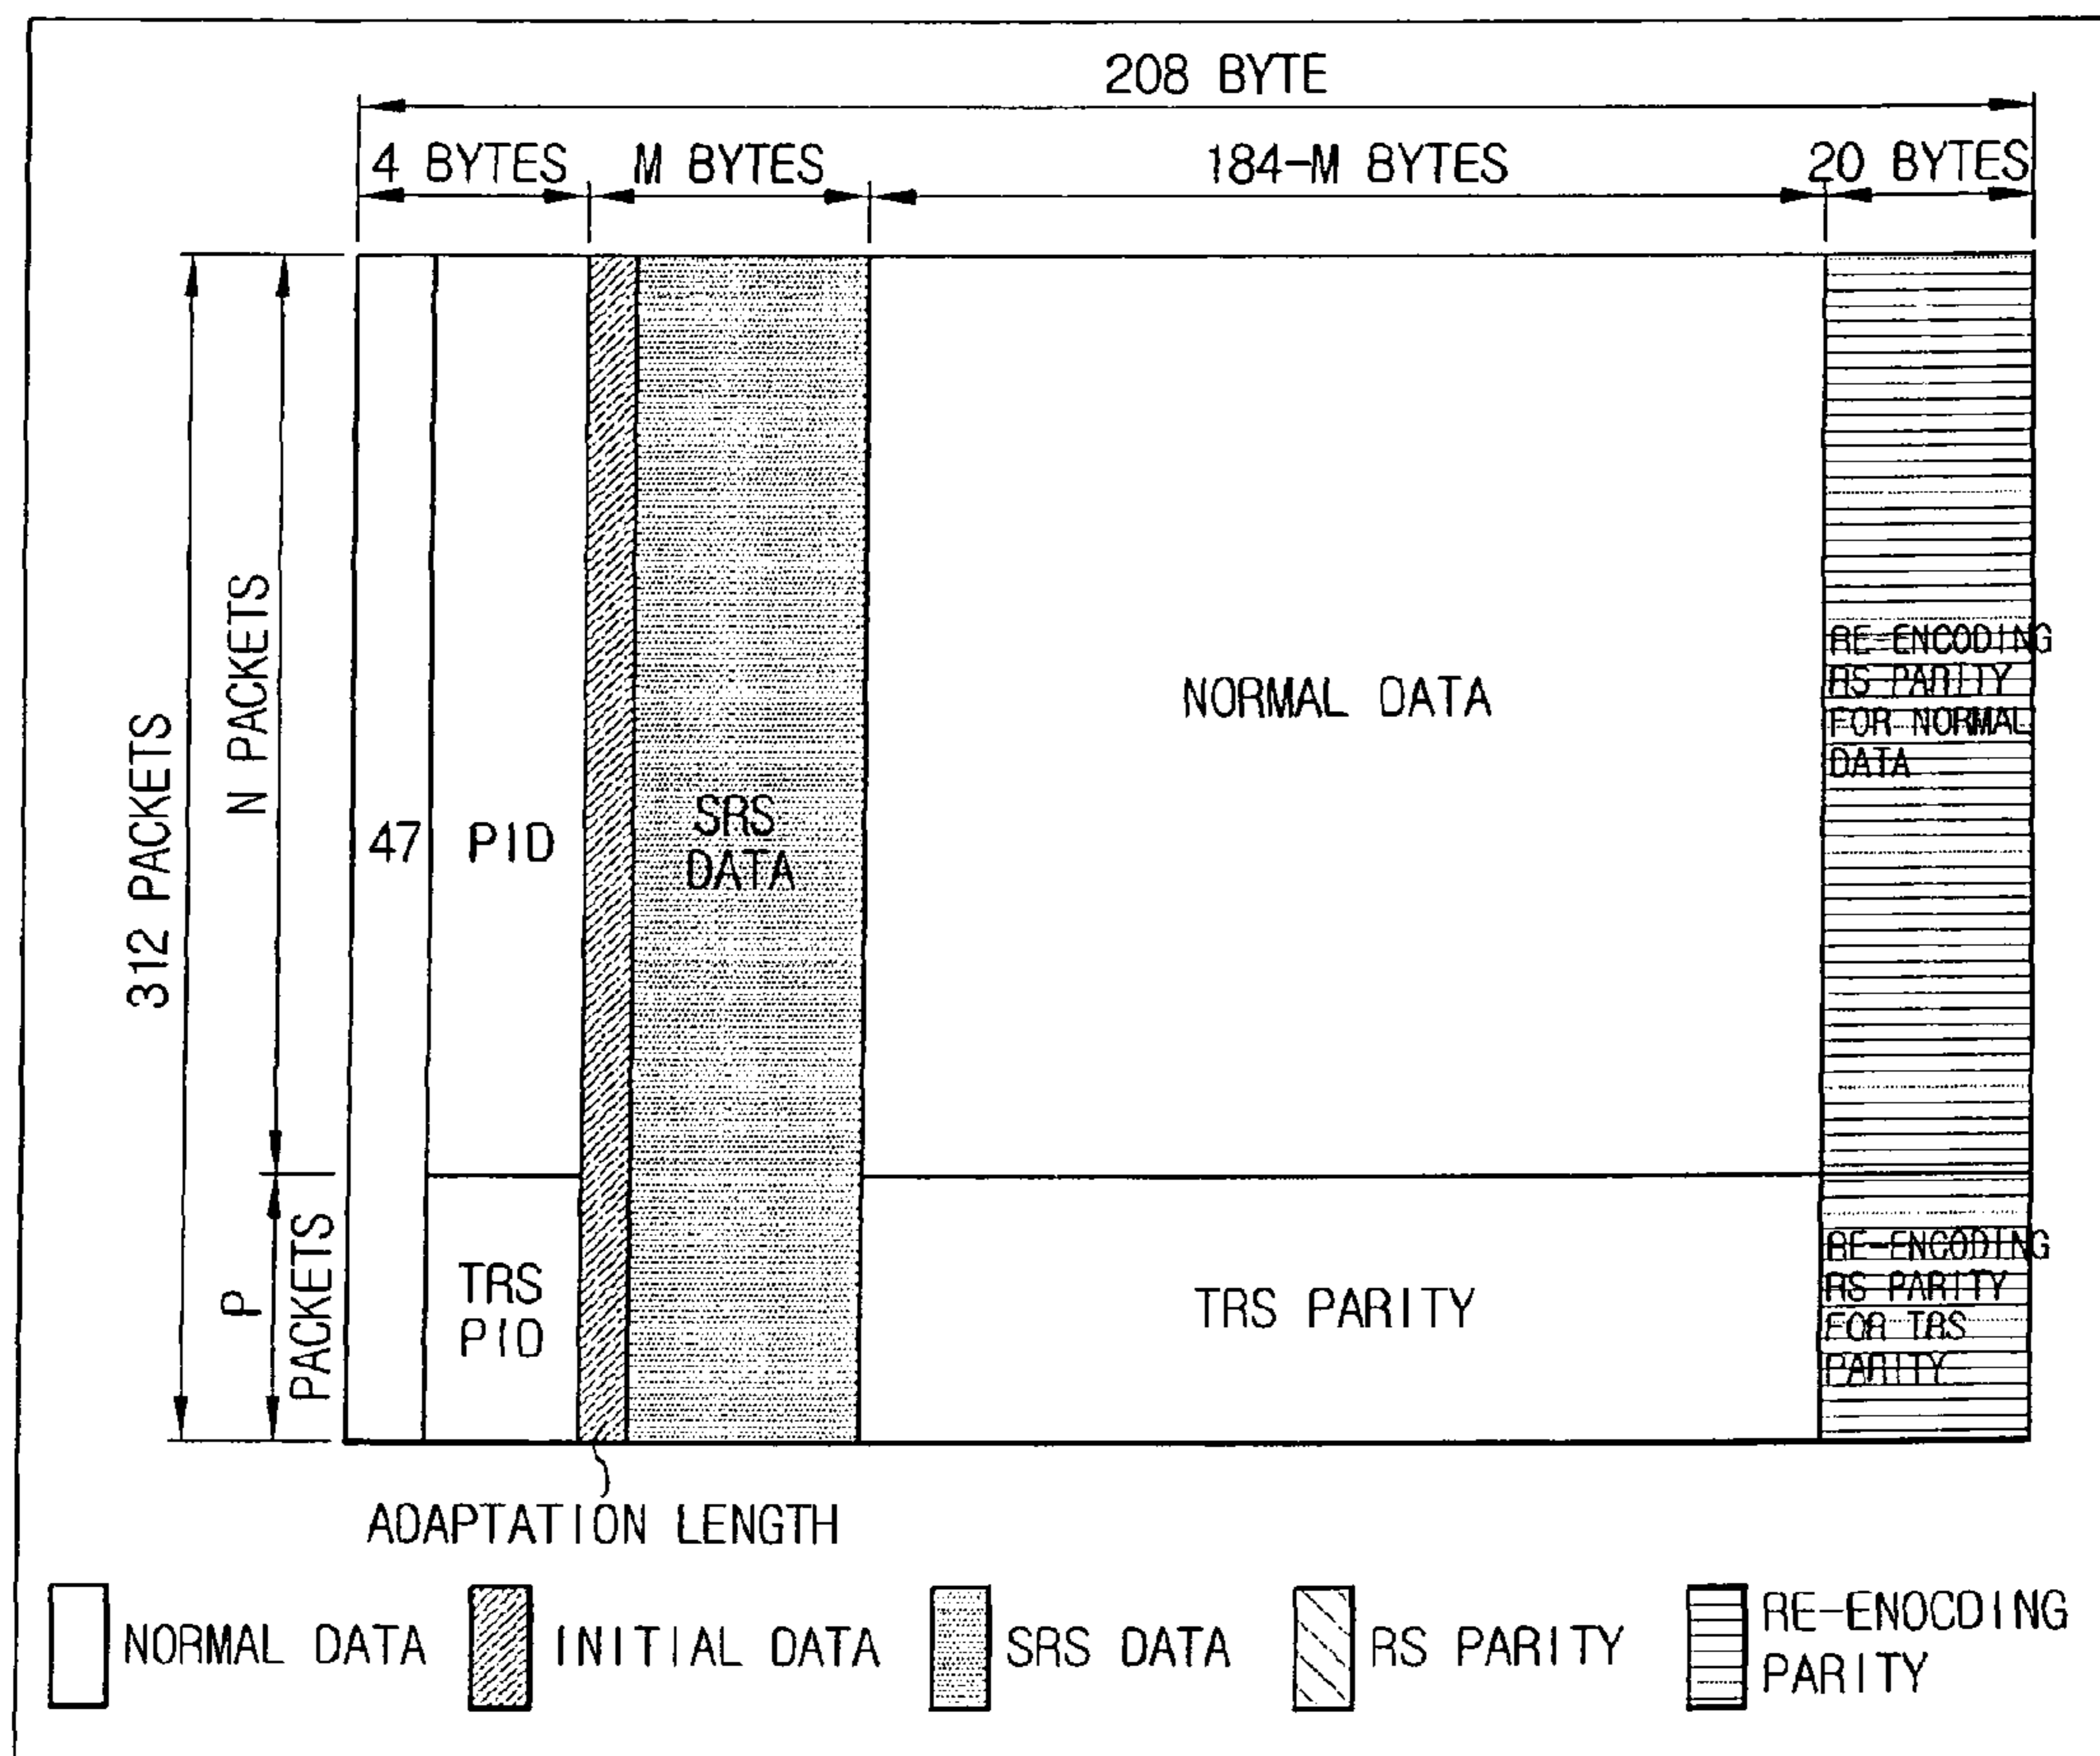 208 BYTE
4 BYTES
M BYTES
184-M BYTES
20 BYTES
312 PACKETS
N PACKETS
47
PID
SRS
DATA
NORMAL DATA
RE-ENCODING
RS PARITY
FOR NORMAL
DATA
P
PACKETS
TRS
PID
TRS PARITY
RE-ENCODING
RS PARITY
FOR TRS
PARITY
ADAPTATION LENGTH
NORMAL DATA
INITIAL DATA
SRS DATA
RS PARITY
RE-ENOCDING
PARITY